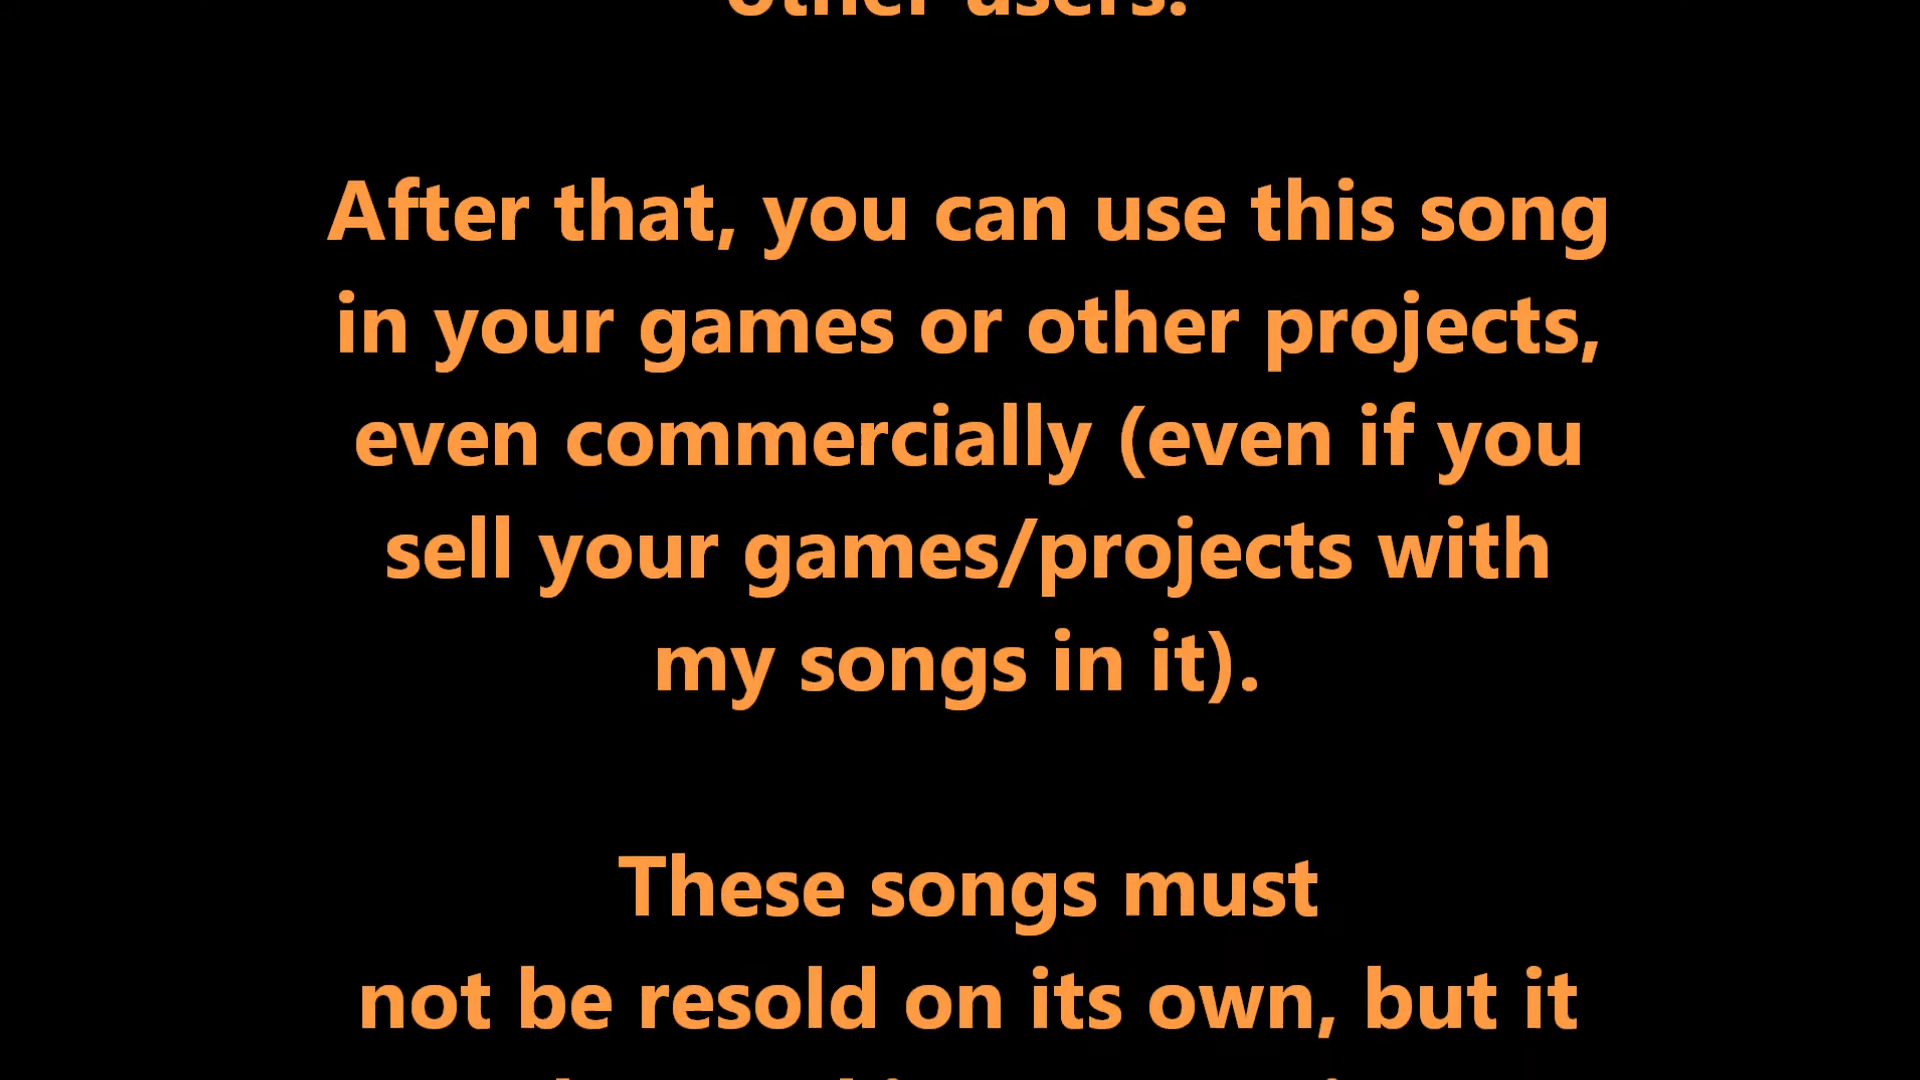 other users.
After that, you can use this song
in your games or other projects,
even commercially (even if you
sell your games/projects with
my songs in it).
These songs must
not be resold on its own, but it